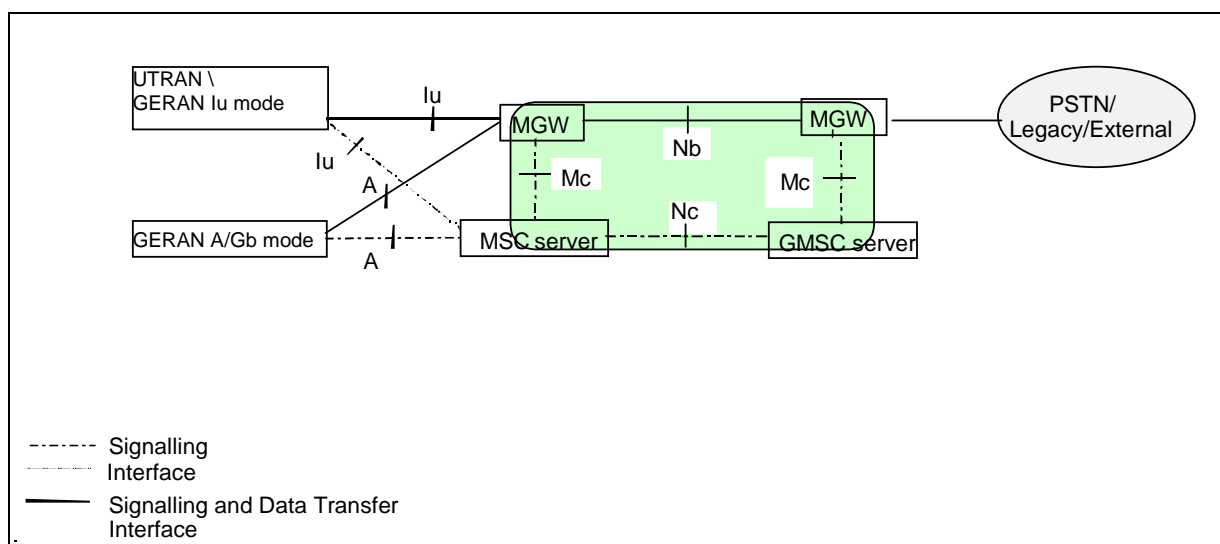 UTRAN \
GERAN Iu mode
Iu
MGW
MGW
PSTN/
Legacy/External
Iu
Nb
A
Mc
Mc
Nc
GERAN A/Gb mode
A
MSC server
GMSC server
Signalling
Interface
Signalling and Data Transfer
Interface